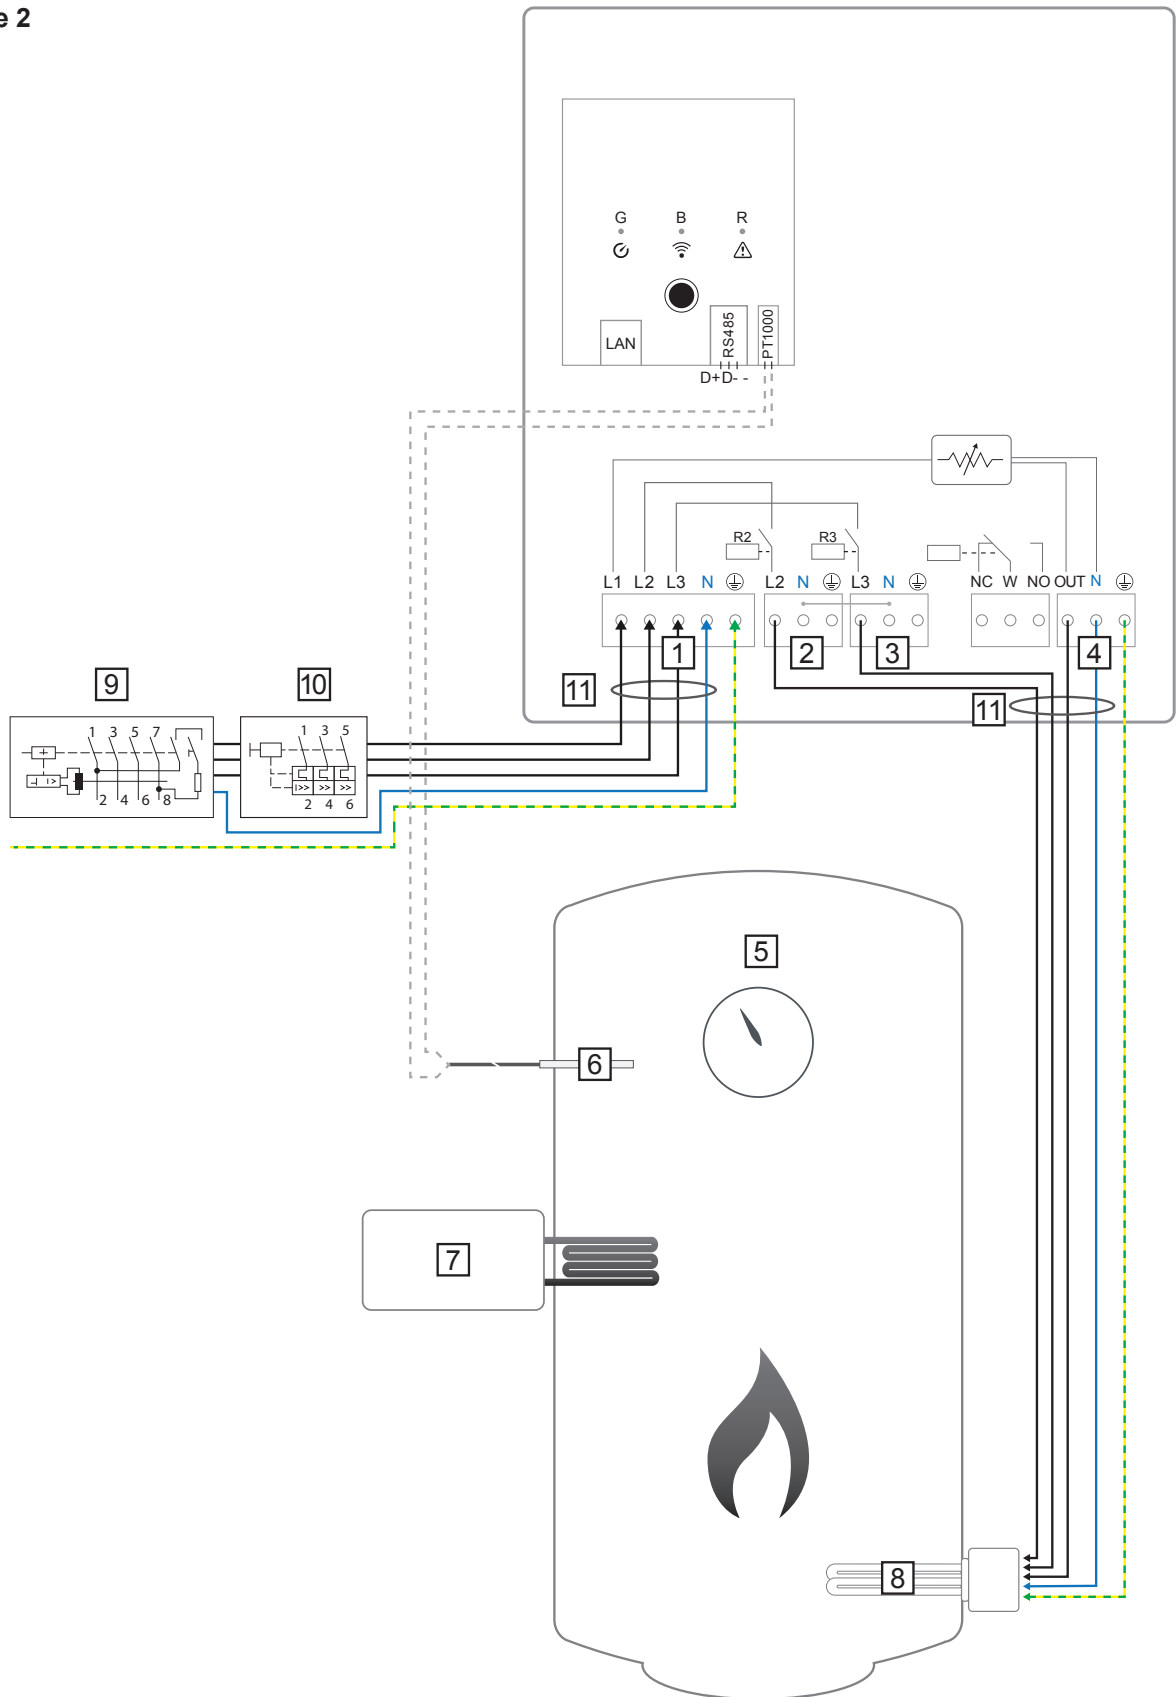 e 2
G B R
LAN
RS485
PT1000
D+D- -
R2 R3
L1 L2 L3 N L2 N L3 N NC W NO OUT N
1 2 3 4
11
11
9 10
1 3 5 7
I>
2 4 6 8
1 3 5
I>> >> >>
2 4 6
5
6
7
8